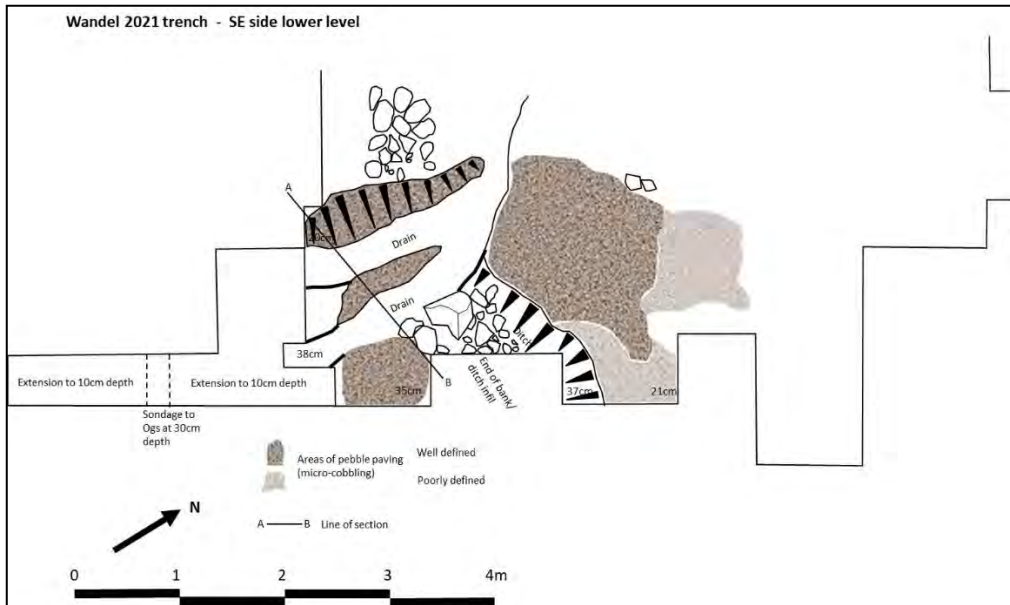 Wandel 2021 trench - SE side lower level
A
20cm
Drain
Drain
Ditch
38cm
B
End of bank/
ditch infil
35cm
37cm
21cm
Extension to 10cm depth
Extension to 10cm depth
Sondage to
Ogs at 30cm
depth
Areas of pebble paving
(micro-cobbling)
Well defined
Poorly defined
A B Line of section
N
0 1 2 3 4m